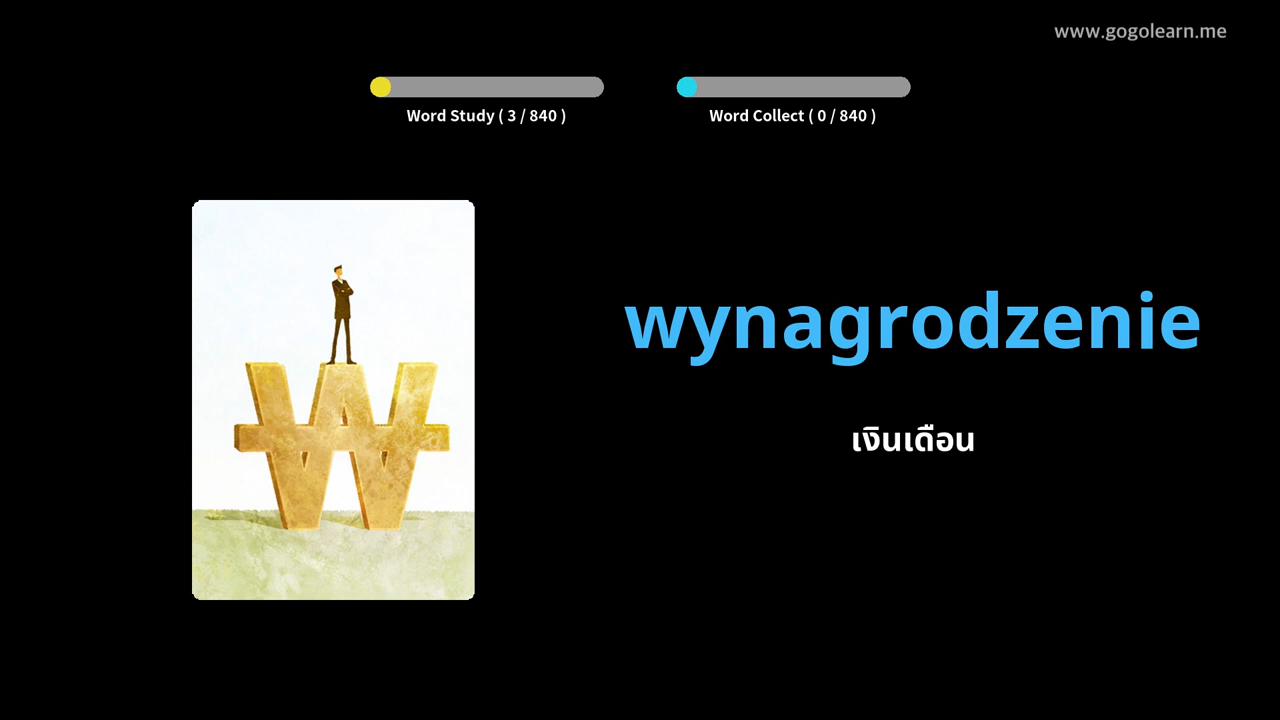 www.gogolearn.me
Word Study ( 3 / 840 )
Word Collect ( 0 / 840 )
wynagrodzenie
เงินเดือน